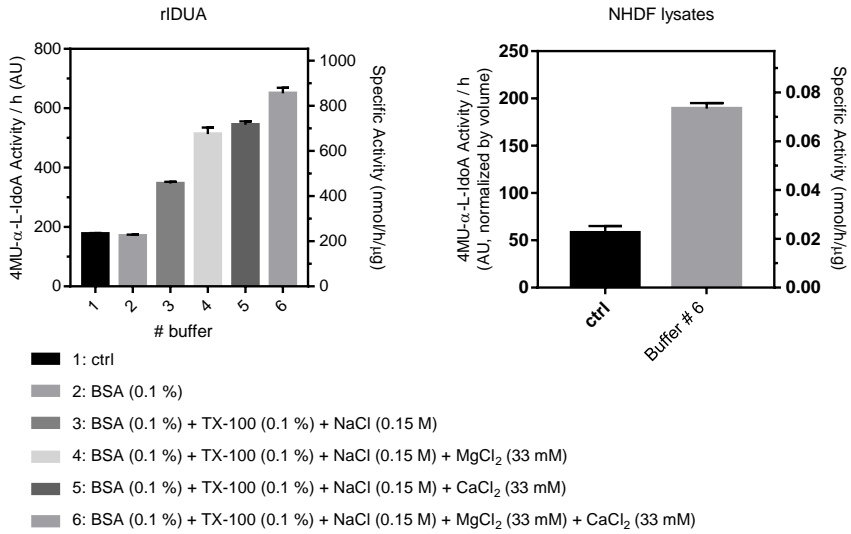 rIDUA
4MU-α-L-IdoA Activity / h (AU)
800
600
400
200
0
1000
800
600
400
200
0
Specific Activity (nmol/h/μg)
1 2 3 4 5 6
# buffer
NHDF lysates
4MU-α-L-IdoA Activity / h
(AU, normalized by volume)
250
200
150
100
50
0
0.08
0.06
0.04
0.02
0.00
Specific Activity (nmol/h/μg)
ctrl
Buffer # 6
1: ctrl
2: BSA (0.1 %)
3: BSA (0.1 %) + TX-100 (0.1 %) + NaCl (0.15 M)
4: BSA (0.1 %) + TX-100 (0.1 %) + NaCl (0.15 M) + MgCl₂ (33 mM)
5: BSA (0.1 %) + TX-100 (0.1 %) + NaCl (0.15 M) + CaCl₂ (33 mM)
6: BSA (0.1 %) + TX-100 (0.1 %) + NaCl (0.15 M) + MgCl₂ (33 mM) + CaCl₂ (33 mM)